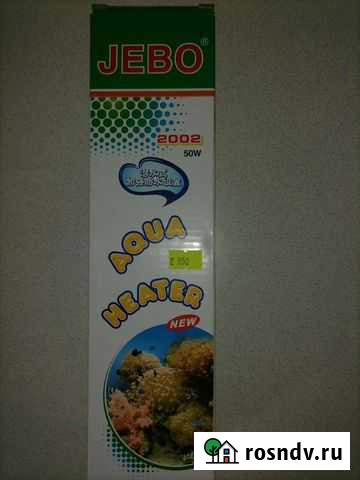 JEBO®
2002
50W
AQUA
HEATER
NEW
rosndv.ru